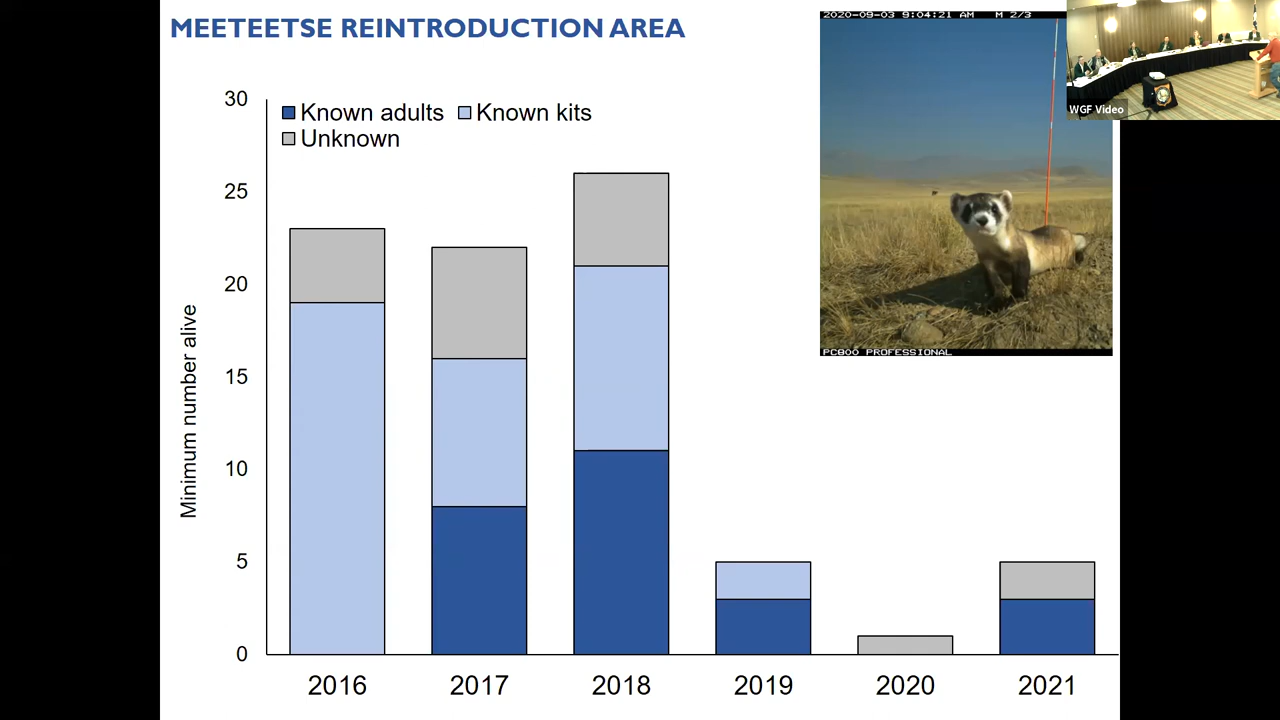 MEETEETSE REINTRODUCTION AREA
2020-09-03 9:04:21 AM M 2/3
WGF Video
PC800 PROFESSIONAL
Known adults
Known kits
Unknown
Minimum number alive
30
25
20
15
10
5
0
2016
2017
2018
2019
2020
2021